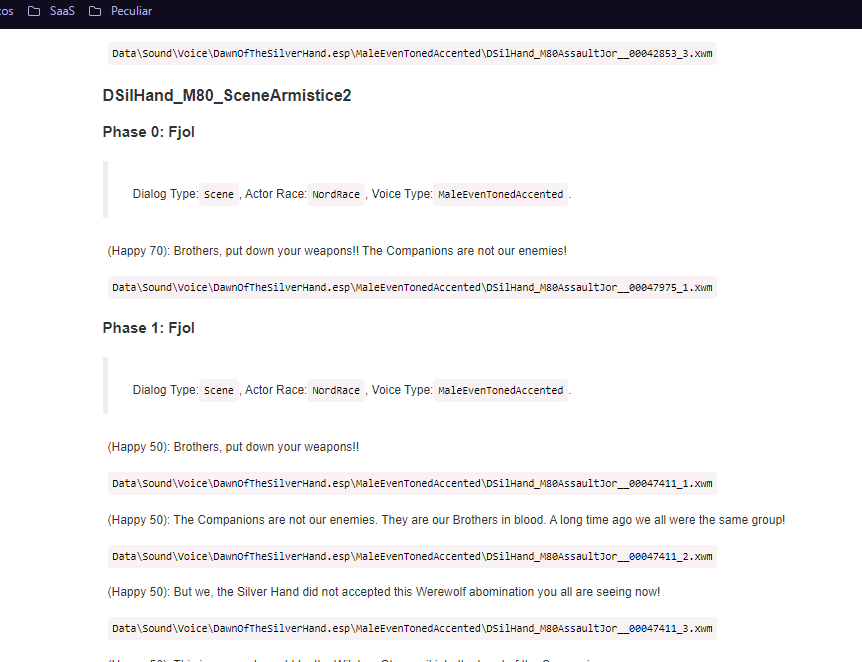 cos SaaS Peculiar
Data\Sound\Voice\DawnOfTheSilverHand.esp\MaleEvenTonedAccented\DSilHand_M80AssaultJor__00042853_3.xwm
DSilHand_M80_SceneArmistice2
Phase 0: Fjol
Dialog Type: Scene , Actor Race: NordRace , Voice Type: MaleEvenTonedAccented .
(Happy 70): Brothers, put down your weapons!! The Companions are not our enemies!
Data\Sound\Voice\DawnOfTheSilverHand.esp\MaleEvenTonedAccented\DSilHand_M80AssaultJor__00047975_1.xwm
Phase 1: Fjol
Dialog Type: Scene , Actor Race: NordRace , Voice Type: MaleEvenTonedAccented .
(Happy 50): Brothers, put down your weapons!!
Data\Sound\Voice\DawnOfTheSilverHand.esp\MaleEvenTonedAccented\DSilHand_M80AssaultJor__00047411_1.xwm
(Happy 50): The Companions are not our enemies. They are our Brothers in blood. A long time ago we all were the same group!
Data\Sound\Voice\DawnOfTheSilverHand.esp\MaleEvenTonedAccented\DSilHand_M80AssaultJor__00047411_2.xwm
(Happy 50): But we, the Silver Hand did not accepted this Werewolf abomination you all are seeing now!
Data\Sound\Voice\DawnOfTheSilverHand.esp\MaleEvenTonedAccented\DSilHand_M80AssaultJor__00047411_3.xwm